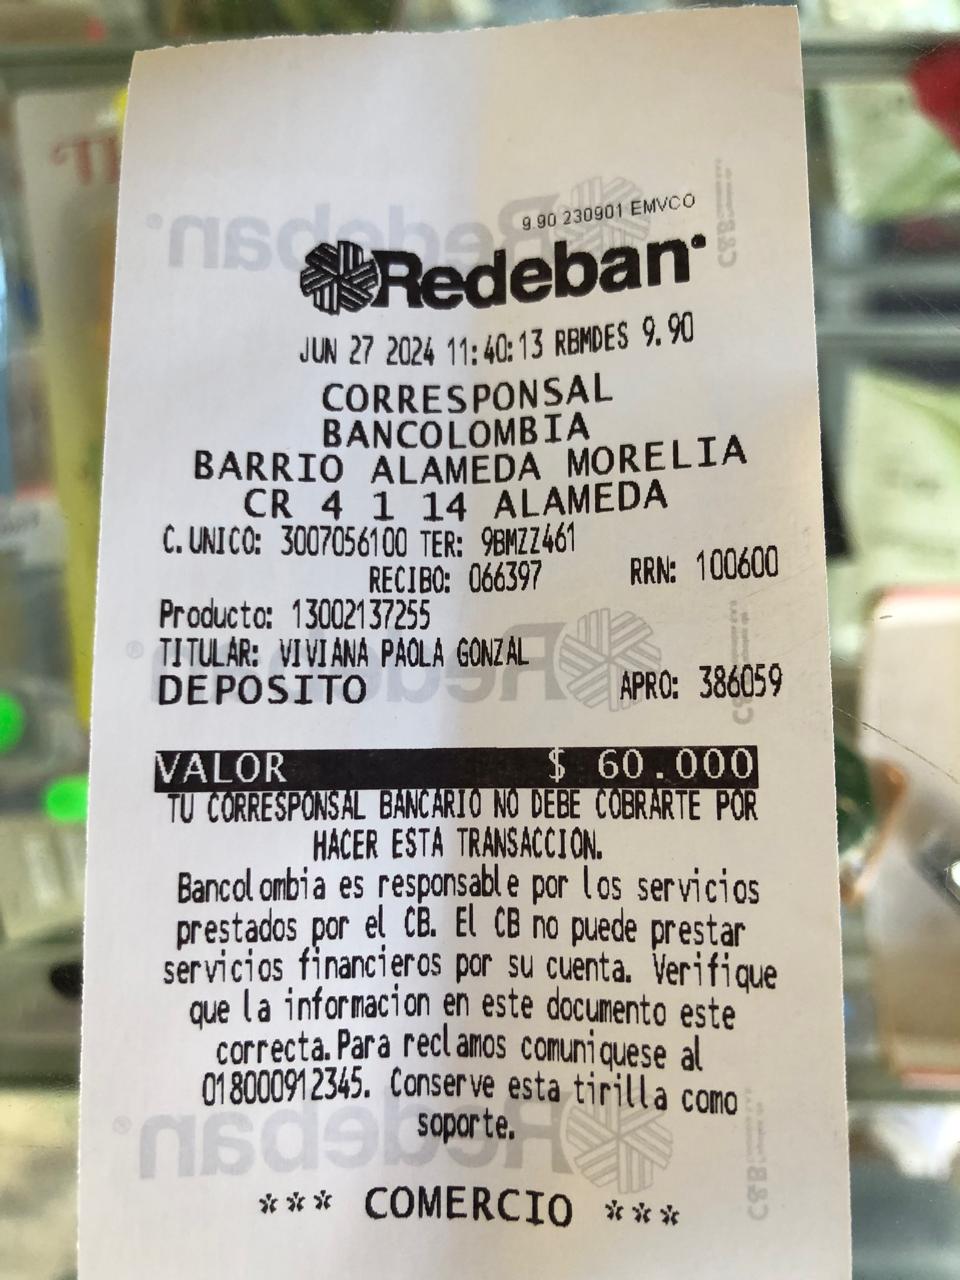 9.90 230901 EMVCO
Redeban
JUN 27 2024 11:40:13 RBMDES 9.90
CORRESPONSAL
BANCOLOMBIA
BARRIO ALAMEDA MORELIA
CR 4 1 14 ALAMEDA
C.UNICO: 3007056100 TER: 9BMZZ461
RECIBO: 066397 RRN: 100600
Producto: 13002137255
TITULAR: VIVIANA PAOLA GONZAL
DEPOSITO APRO: 386059
VALOR $ 60.000
TU CORRESPONSAL BANCARIO NO DEBE COBRARTE POR
HACER ESTA TRANSACCION.
Bancolombia es responsable por los servicios
prestados por el CB. El CB no puede prestar
servicios financieros por su cuenta. Verifique
que la informacion en este documento este
correcta.Para reclamos comuniquese al
018000912345. Conserve esta tirilla como
soporte.
*** COMERCIO ***